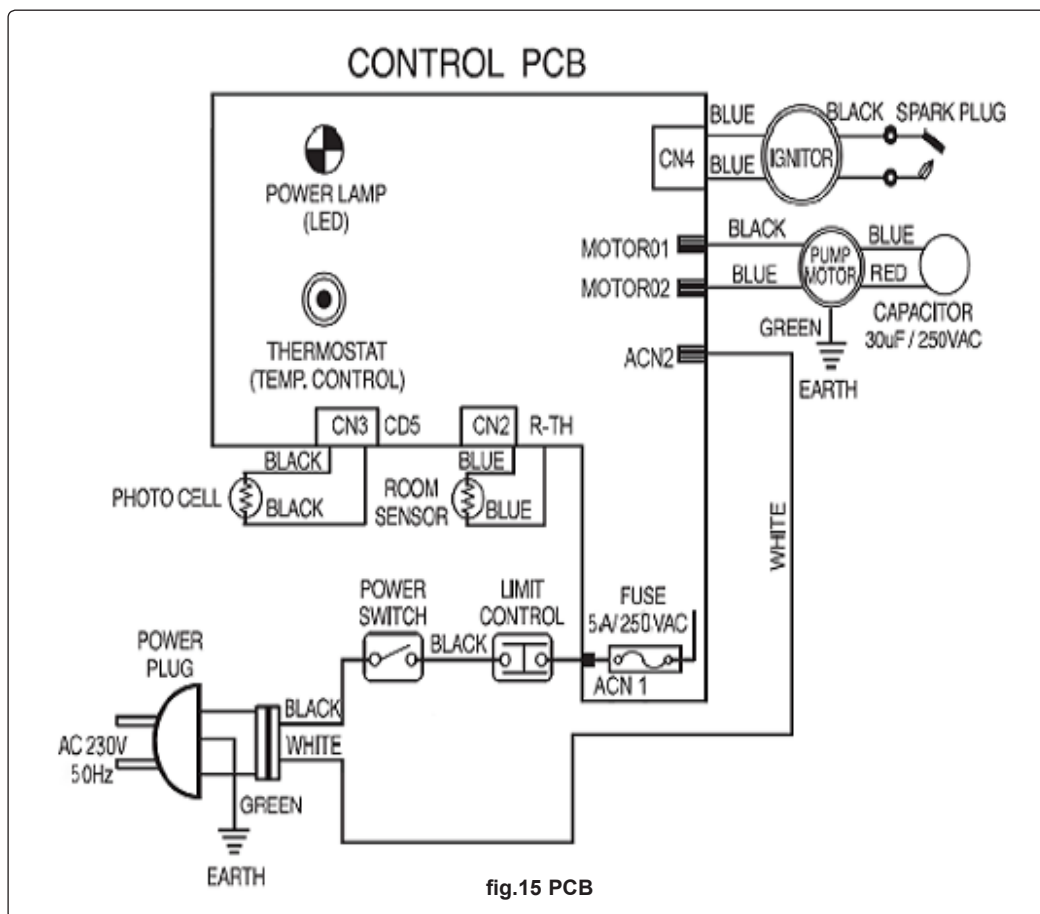 CONTROL PCB
POWER LAMP
(LED)
THERMOSTAT
(TEMP. CONTROL)
CN4
BLUE
BLUE
IGNITOR
BLACK
SPARK PLUG
MOTOR01
MOTOR02
BLACK
BLUE
PUMP
MOTOR
BLUE
RED
CAPACITOR
30uF / 250VAC
GREEN
EARTH
ACN2
WHITE
CN3
CD5
CN2
R-TH
BLACK
BLACK
PHOTO CELL
BLUE
BLUE
ROOM
SENSOR
POWER
SWITCH
BLACK
LIMIT
CONTROL
FUSE
5A/ 250.VAC
ACN 1
POWER
PLUG
AC 230V
50Hz
BLACK
WHITE
GREEN
EARTH
fig.15 PCB